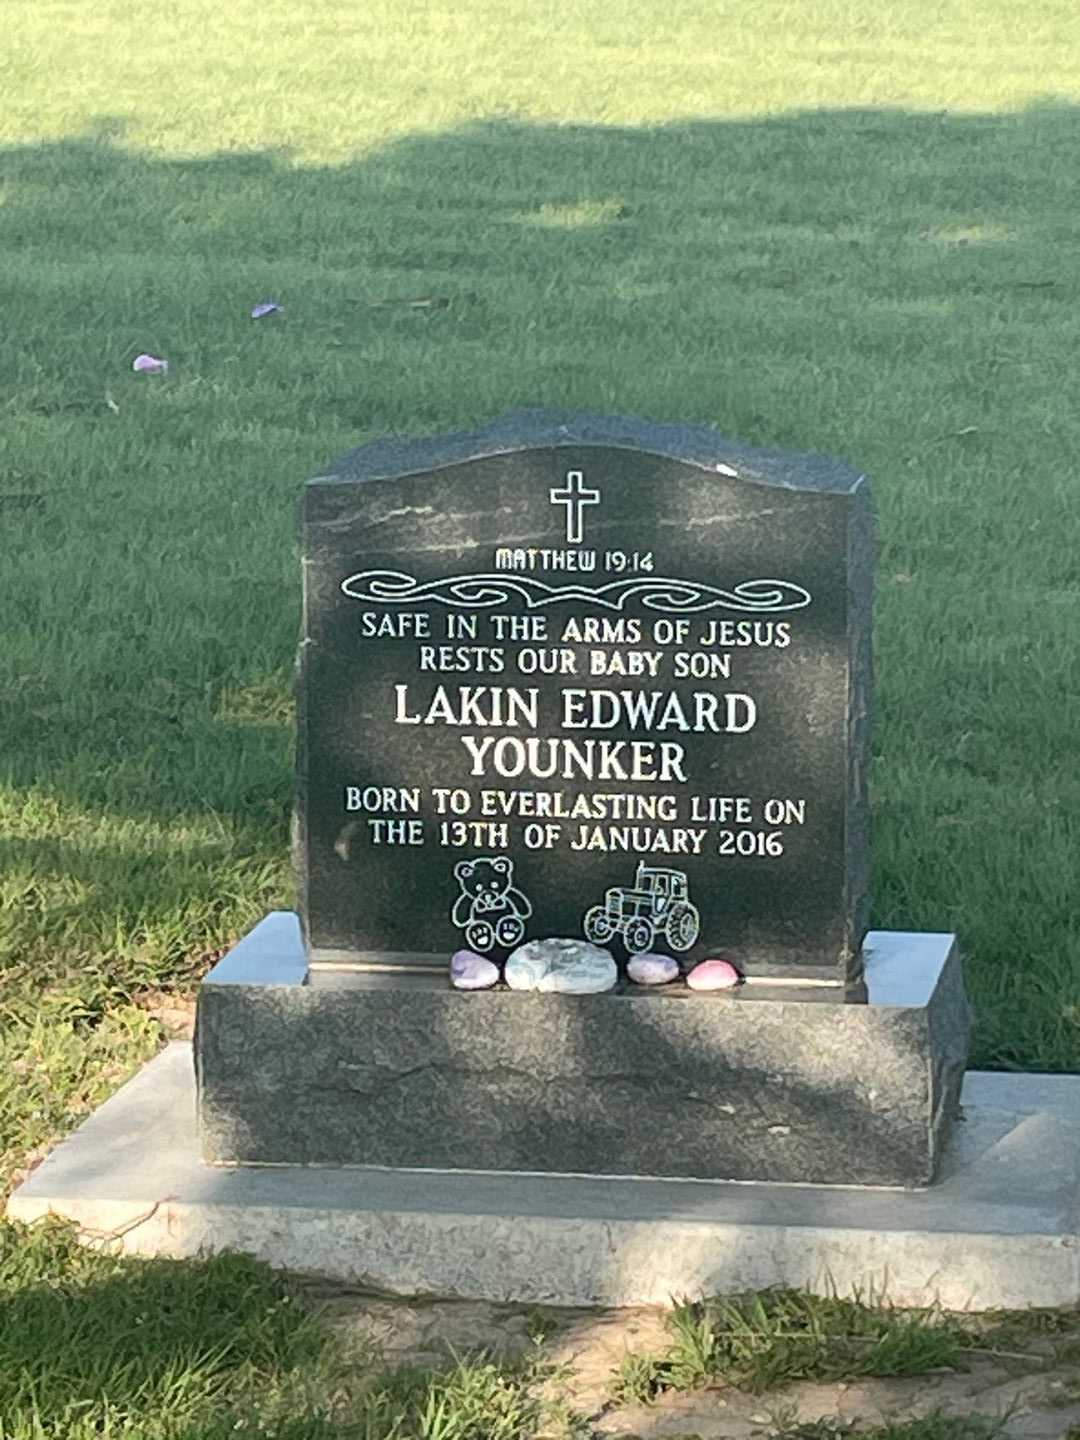 MATTHEW 19:14
SAFE IN THE ARMS OF JESUS
RESTS OUR BABY SON
LAKIN EDWARD
YOUNKER
BORN TO EVERLASTING LIFE ON
THE 13TH OF JANUARY 2016